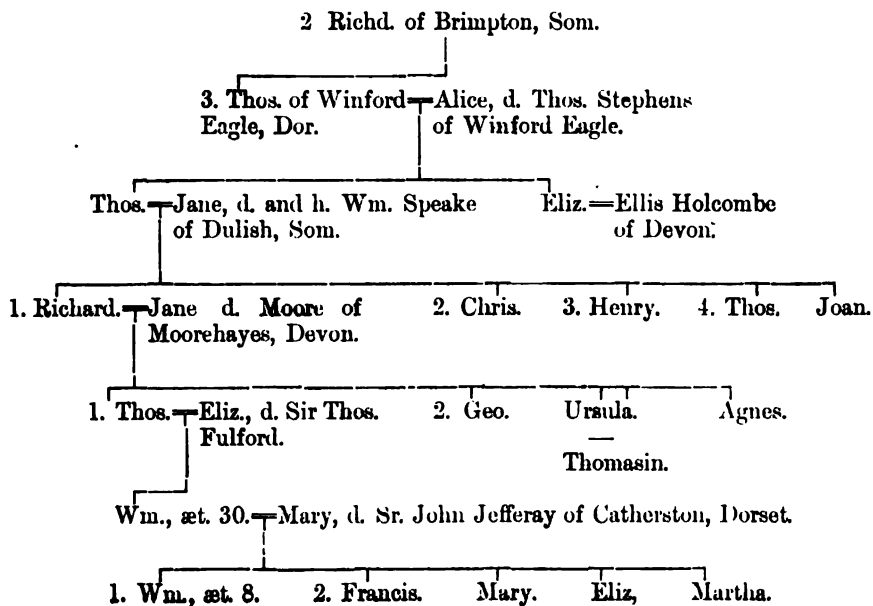 2 Richd. of Brimpton, Som.
3. Thos. of Winford Eagle, Dor. = Alice, d. Thos. Stephens of Winford Eagle.
Thos. = Jane, d. and h. Wm. Speake of Dulish, Som.
Eliz. = Ellis Holcombe of Devon.
1. Richard. = Jane d. Moore of Moorehayes, Devon.
2. Chris.
3. Henry.
4. Thos.
Joan.
1. Thos. = Eliz., d. Sir Thos. Fulford.
2. Geo.
Ursula.
—
Thomasin.
Agnes.
Wm., æt. 30. = Mary, d. Sr. John Jefferay of Catherston, Dorset.
1. Wm., æt. 8.
2. Francis.
Mary.
Eliz,
Martha.